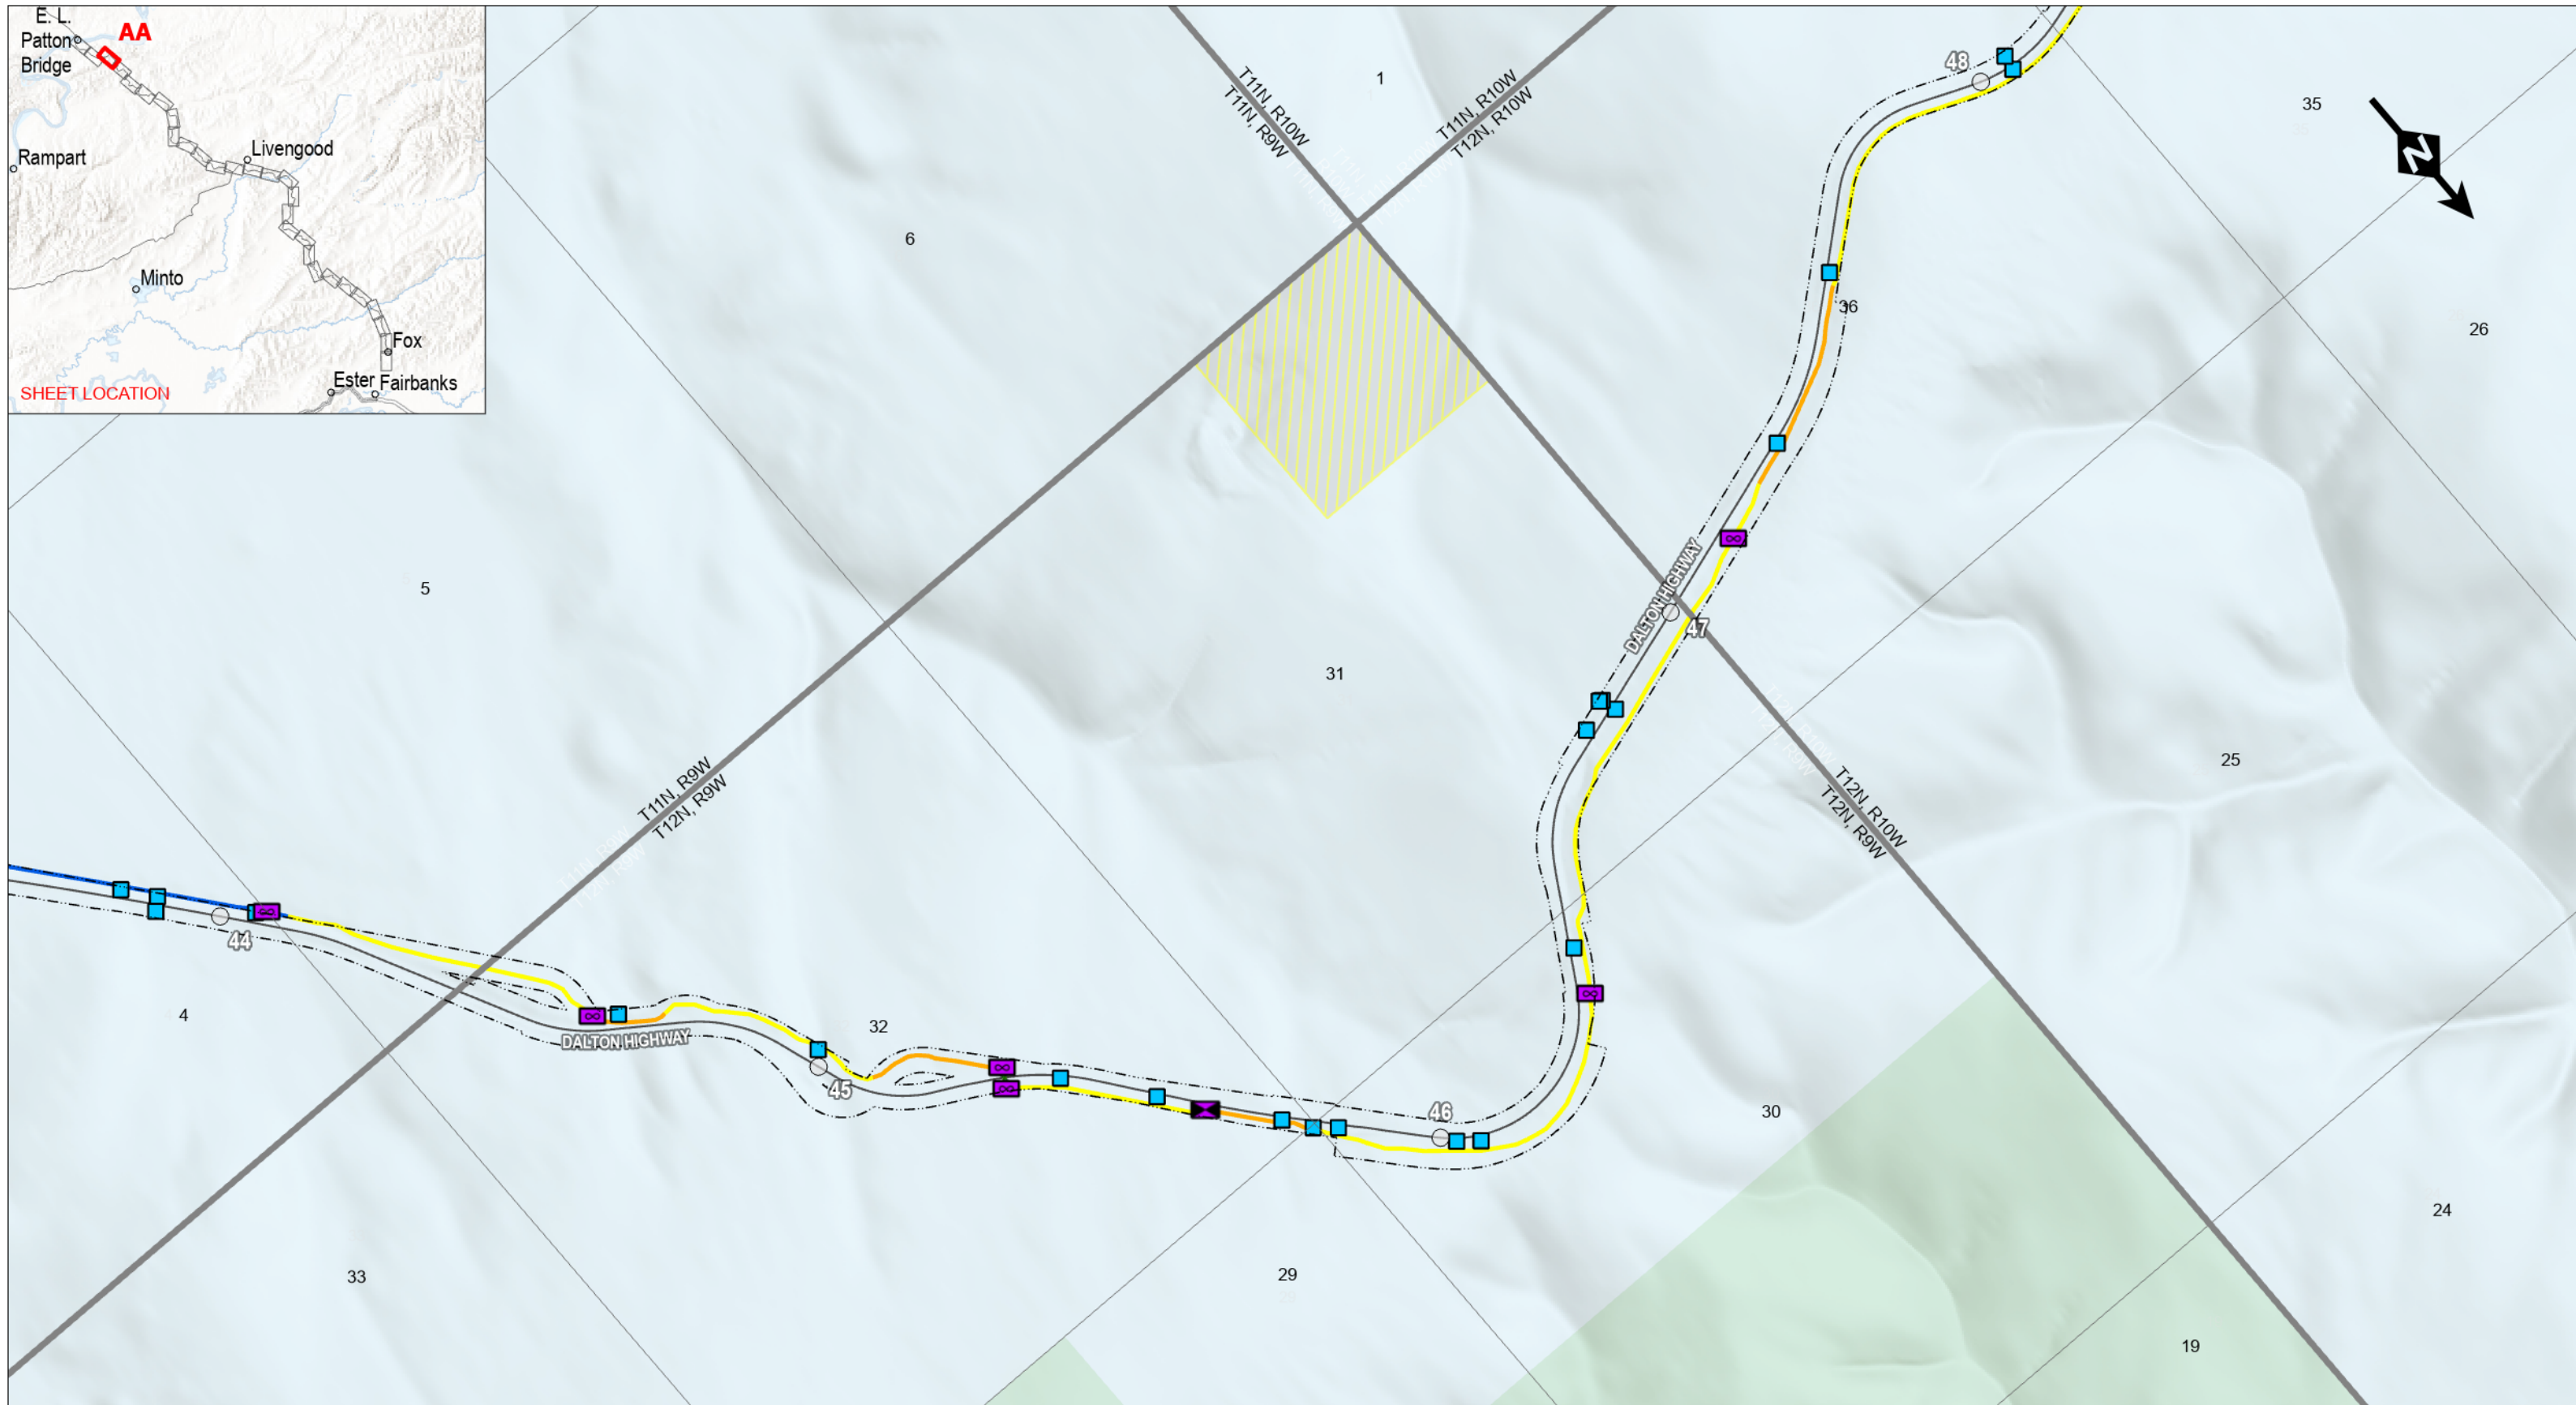 E. L.
Patton
Bridge
AA
Rampart
Livengood
Minto
Fox
Ester
Fairbanks
SHEET LOCATION
1
T11N, R10W
T11N, R9W
T11N, R10W
T12N, R10W
48
35
N
6
36
26
5
DALTON HIGHWAY
47
31
25
T11N, R9W
T12N, R9W
T12N, R10W
T12N, R9W
44
4
32
DALTON HIGHWAY
45
46
30
24
33
29
19